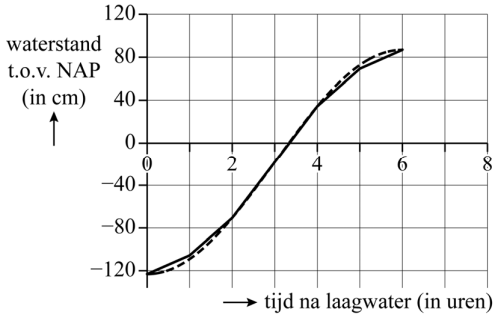 120
waterstand
t.o.v. NAP
(in cm)
80
40
0
−40
−80
−120
0 2 4 6 8
tijd na laagwater (in uren)